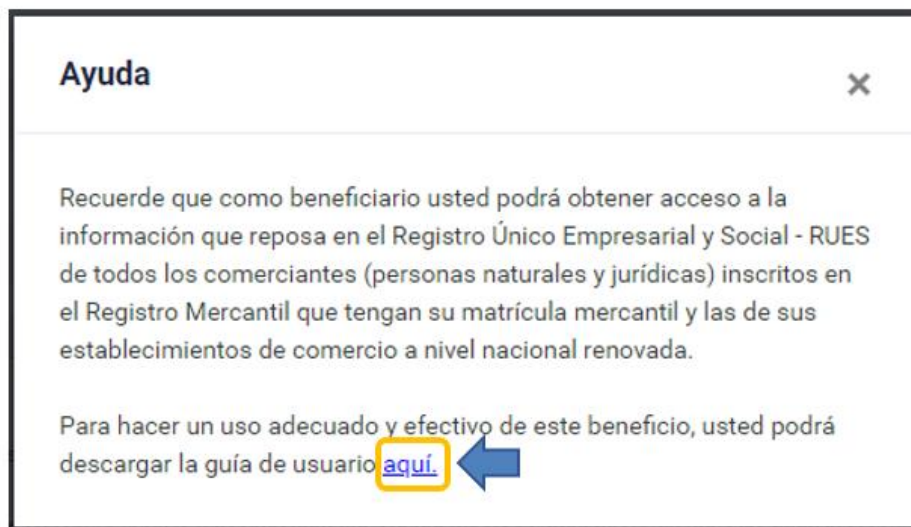 Ayuda
Recuerde que como beneficiario usted podrá obtener acceso a la
información que reposa en el Registro Único Empresarial y Social - RUES
de todos los comerciantes (personas naturales y jurídicas) inscritos en
el Registro Mercantil que tengan su matrícula mercantil y las de sus
establecimientos de comercio a nivel nacional renovada.
Para hacer un uso adecuado y efectivo de este beneficio, usted podrá
descargar la guía de usuario aquí.